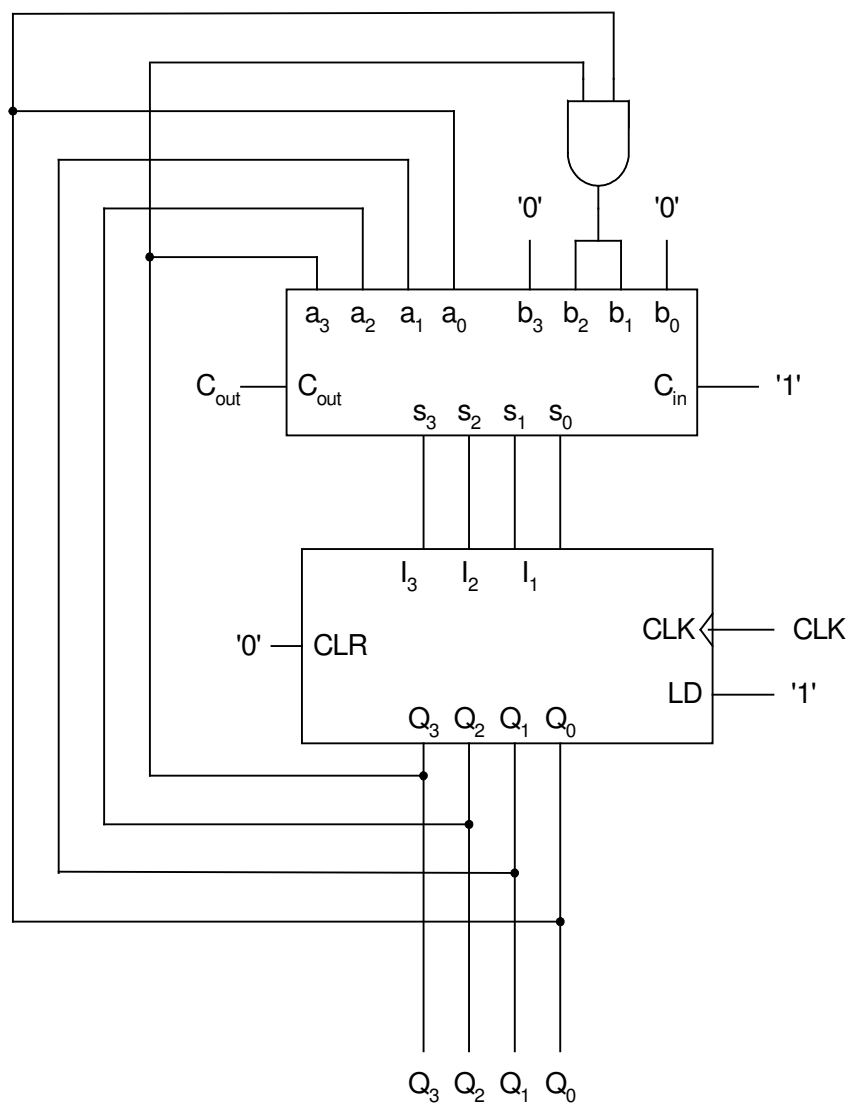 '0' '0'
a3 a2 a1 a0 b3 b2 b1 b0
Cout Cout Cin '1'
s3 s2 s1 s0
I3 I2 I1
CLK CLK
'0' CLR
LD '1'
Q3 Q2 Q1 Q0
Q3 Q2 Q1 Q0